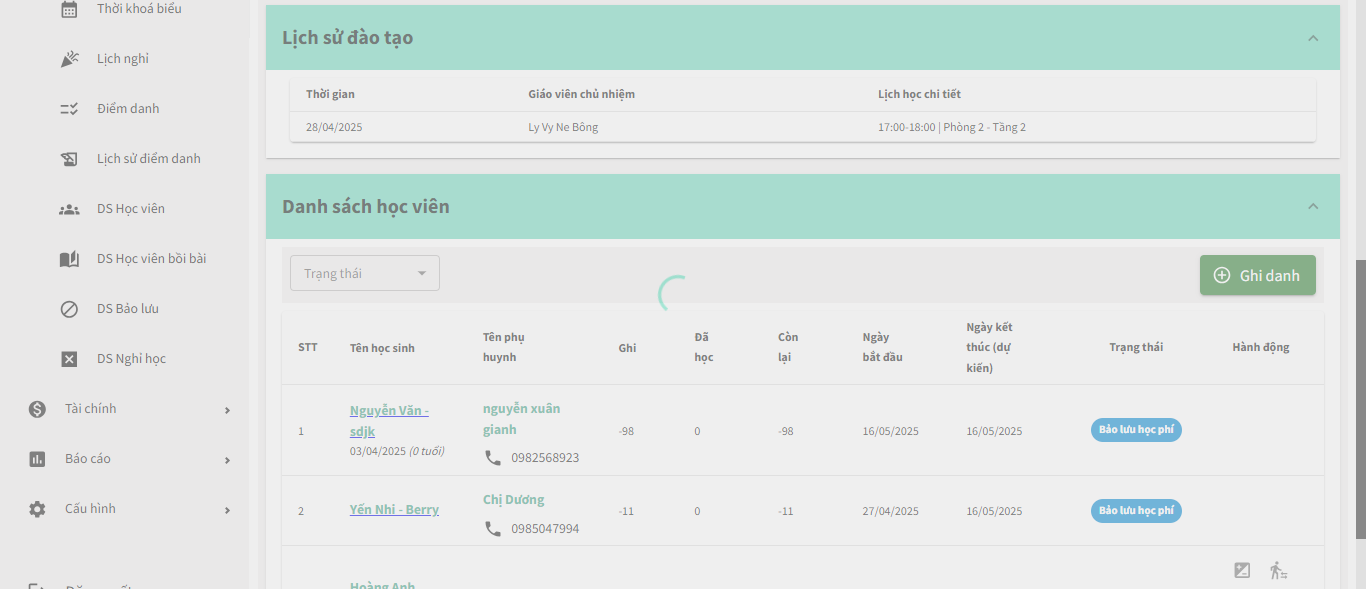 Thời khoá biểu
Lịch nghỉ
Điểm danh
Lịch sử điểm danh
DS Học viên
DS Học viên bồi bài
DS Bảo lưu
DS Nghỉ học
Tài chính
Báo cáo
Cấu hình
Lịch sử đào tạo
Thời gian Giáo viên chủ nhiệm Lịch học chi tiết
28/04/2025 Ly Vy Ne Bông 17:00-18:00 | Phòng 2 - Tầng 2
Danh sách học viên
Trạng thái
Ghi danh
STT Tên học sinh Tên phụ huynh Ghi Đã học Còn lại Ngày bắt đầu Ngày kết thúc (dự kiến) Trạng thái Hành động
1
Nguyễn Văn -
sdjk
03/04/2025 (0 tuổi)
nguyễn xuân
gianh
0982568923
-98 0 -98 16/05/2025 16/05/2025 Bảo lưu học phí
2 Yến Nhi - Berry
Chị Dương
0985047994
-11 0 -11 27/04/2025 16/05/2025 Bảo lưu học phí
Hoàng Anh